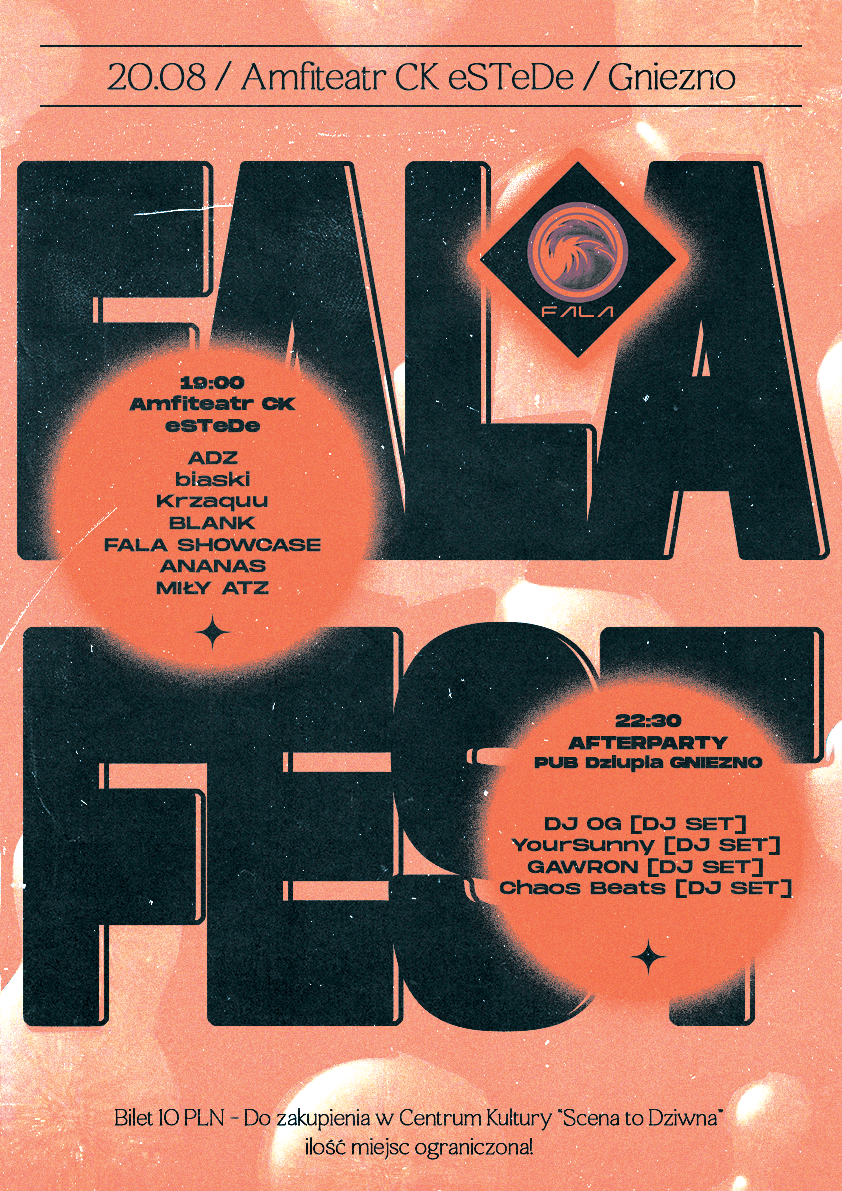 20.08 / Amfiteatr CK eSTeDe / Gniezno
FALA
FALA
19:00
Amfiteatr CK
eSTeDe
ADZ
biaski
Krzaquu
BLANK
FALA SHOWCASE
ANANAS
MIŁY ATZ
FEST
22:30
AFTERPARTY
PUB Dziupla GNIEZNO
DJ OG [DJ SET]
YourSunny [DJ SET]
GAWRON [DJ SET]
Chaos Beats [DJ SET]
Bilet 10 PLN - Do zakupienia w Centrum Kultury "Scena to Dziwna"
ilość miejsc ograniczona!